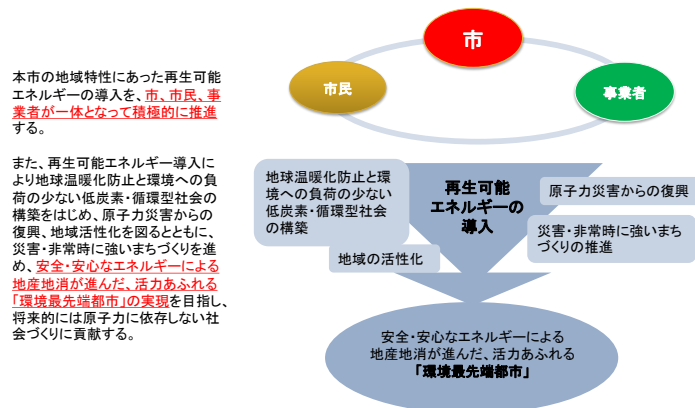 本市の地域特性にあった再生可能
エネルギーの導入を、市、市民、事
業者が一体となって積極的に推進
する。
また、再生可能エネルギー導入に
より地球温暖化防止と環境への負
荷の少ない低炭素・循環型社会の
構築をはじめ、原子力災害からの
復興、地域活性化を図るとともに、
災害・非常時に強いまちづくりを進
め、安全・安心なエネルギーによる
地産地消が進んだ、活力あふれる
「環境最先端都市」の実現を目指し、
将来的には原子力に依存しない社
会づくりに貢献する。
市
市民
事業者
地球温暖化防止と環
境への負荷の少ない
低炭素・循環型社会
の構築
再生可能
エネルギーの
導入
原子力災害からの復興
災害・非常時に強いまち
づくりの推進
地域の活性化
安全・安心なエネルギーによる
地産地消が進んだ、活力あふれる
「環境最先端都市」